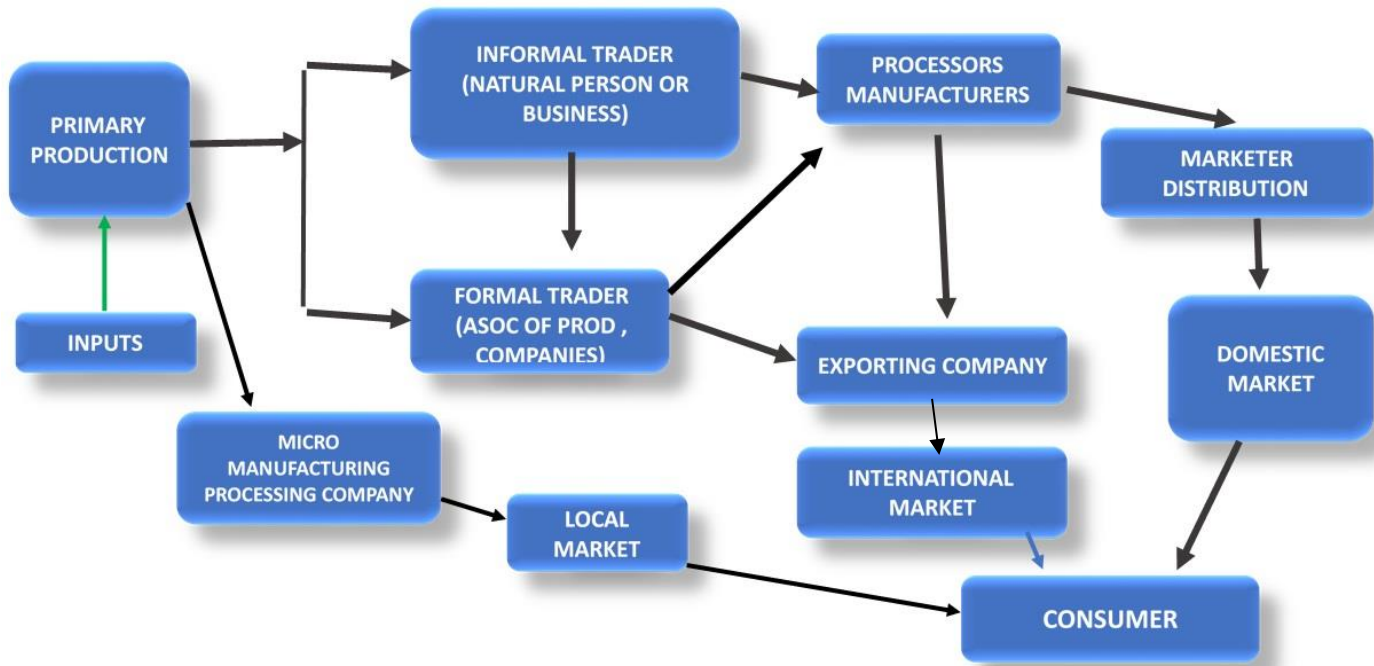 PRIMARY
PRODUCTION
INPUTS
INFORMAL TRADER
(NATURAL PERSON OR
BUSINESS)
FORMAL TRADER
(ASOC OF PROD ,
COMPANIES)
PROCESSORS
MANUFACTURERS
MARKETER
DISTRIBUTION
EXPORTING COMPANY
DOMESTIC
MARKET
MICRO
MANUFACTURING
PROCESSING COMPANY
LOCAL
MARKET
INTERNATIONAL
MARKET
CONSUMER